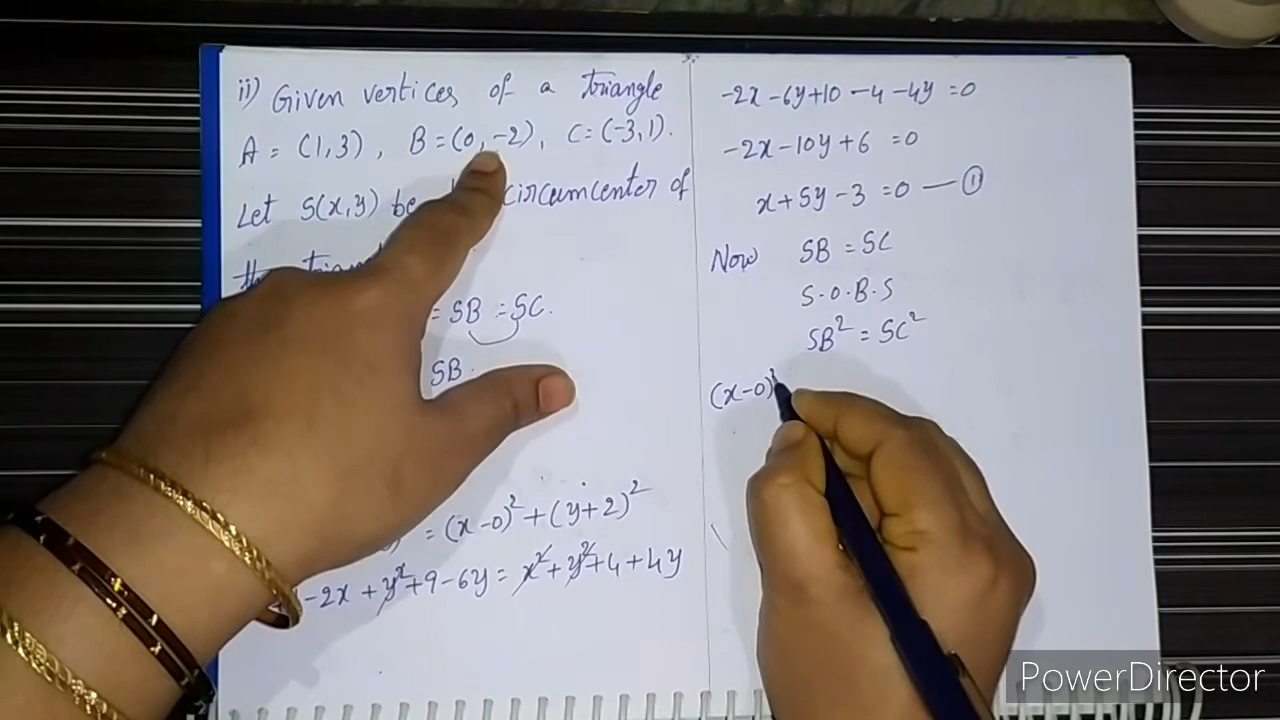 ii) Given vertices of a triangle
A = (1,3), B = (0,-2), C = (-3,1).
Let S(x,y) be circumcenter of
= SB = SC.
SB.
= (x-0)² + (y+2)²
-2x + y² + 9 - 6y = x² + y² + 4 + 4y
-2x - 6y + 10 - 4 - 4y = 0
-2x - 10y + 6 = 0
x + 5y - 3 = 0 — ①
Now SB = SC
S.O.B.S
SB² = SC²
(x-0)²
PowerDirector